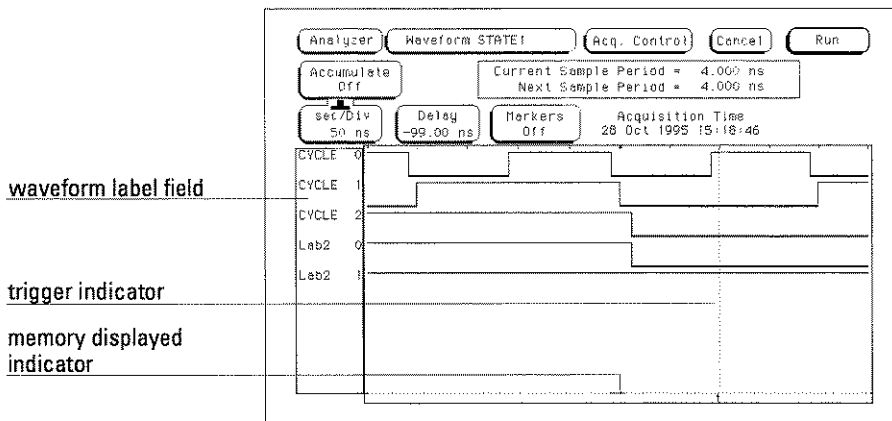 Analyzer Waveform STATE1 Acq. Control Cancel Run
Accumulate
Off
Current Sample Period = 4.000 ns
Next Sample Period = 4.000 ns
sec/Div
50 ns
Delay
-99.00 ns
Markers
Off
Acquisition Time
28 Oct 1995 15:18:46
CYCLE 0
CYCLE 1
CYCLE 2
Lab2 0
Lab2 1
waveform label field
trigger indicator
memory displayed
indicator